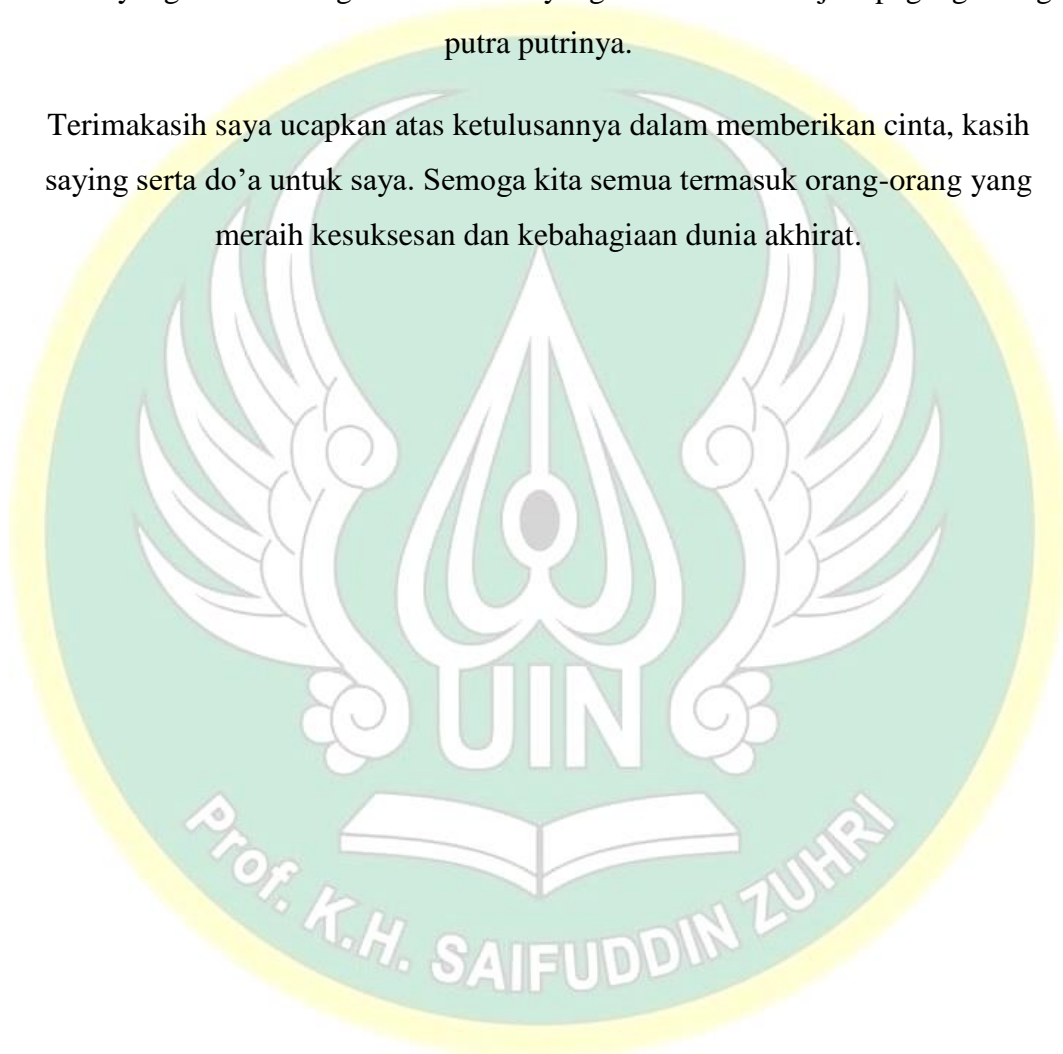 putra putrinya.
Terimakasih saya ucapkan atas ketulusannya dalam memberikan cinta, kasih
saying serta do’a untuk saya. Semoga kita semua termasuk orang-orang yang
meraih kesuksesan dan kebahagiaan dunia akhirat.
UIN
Prof. K.H. SAIFUDDIN ZUHRI